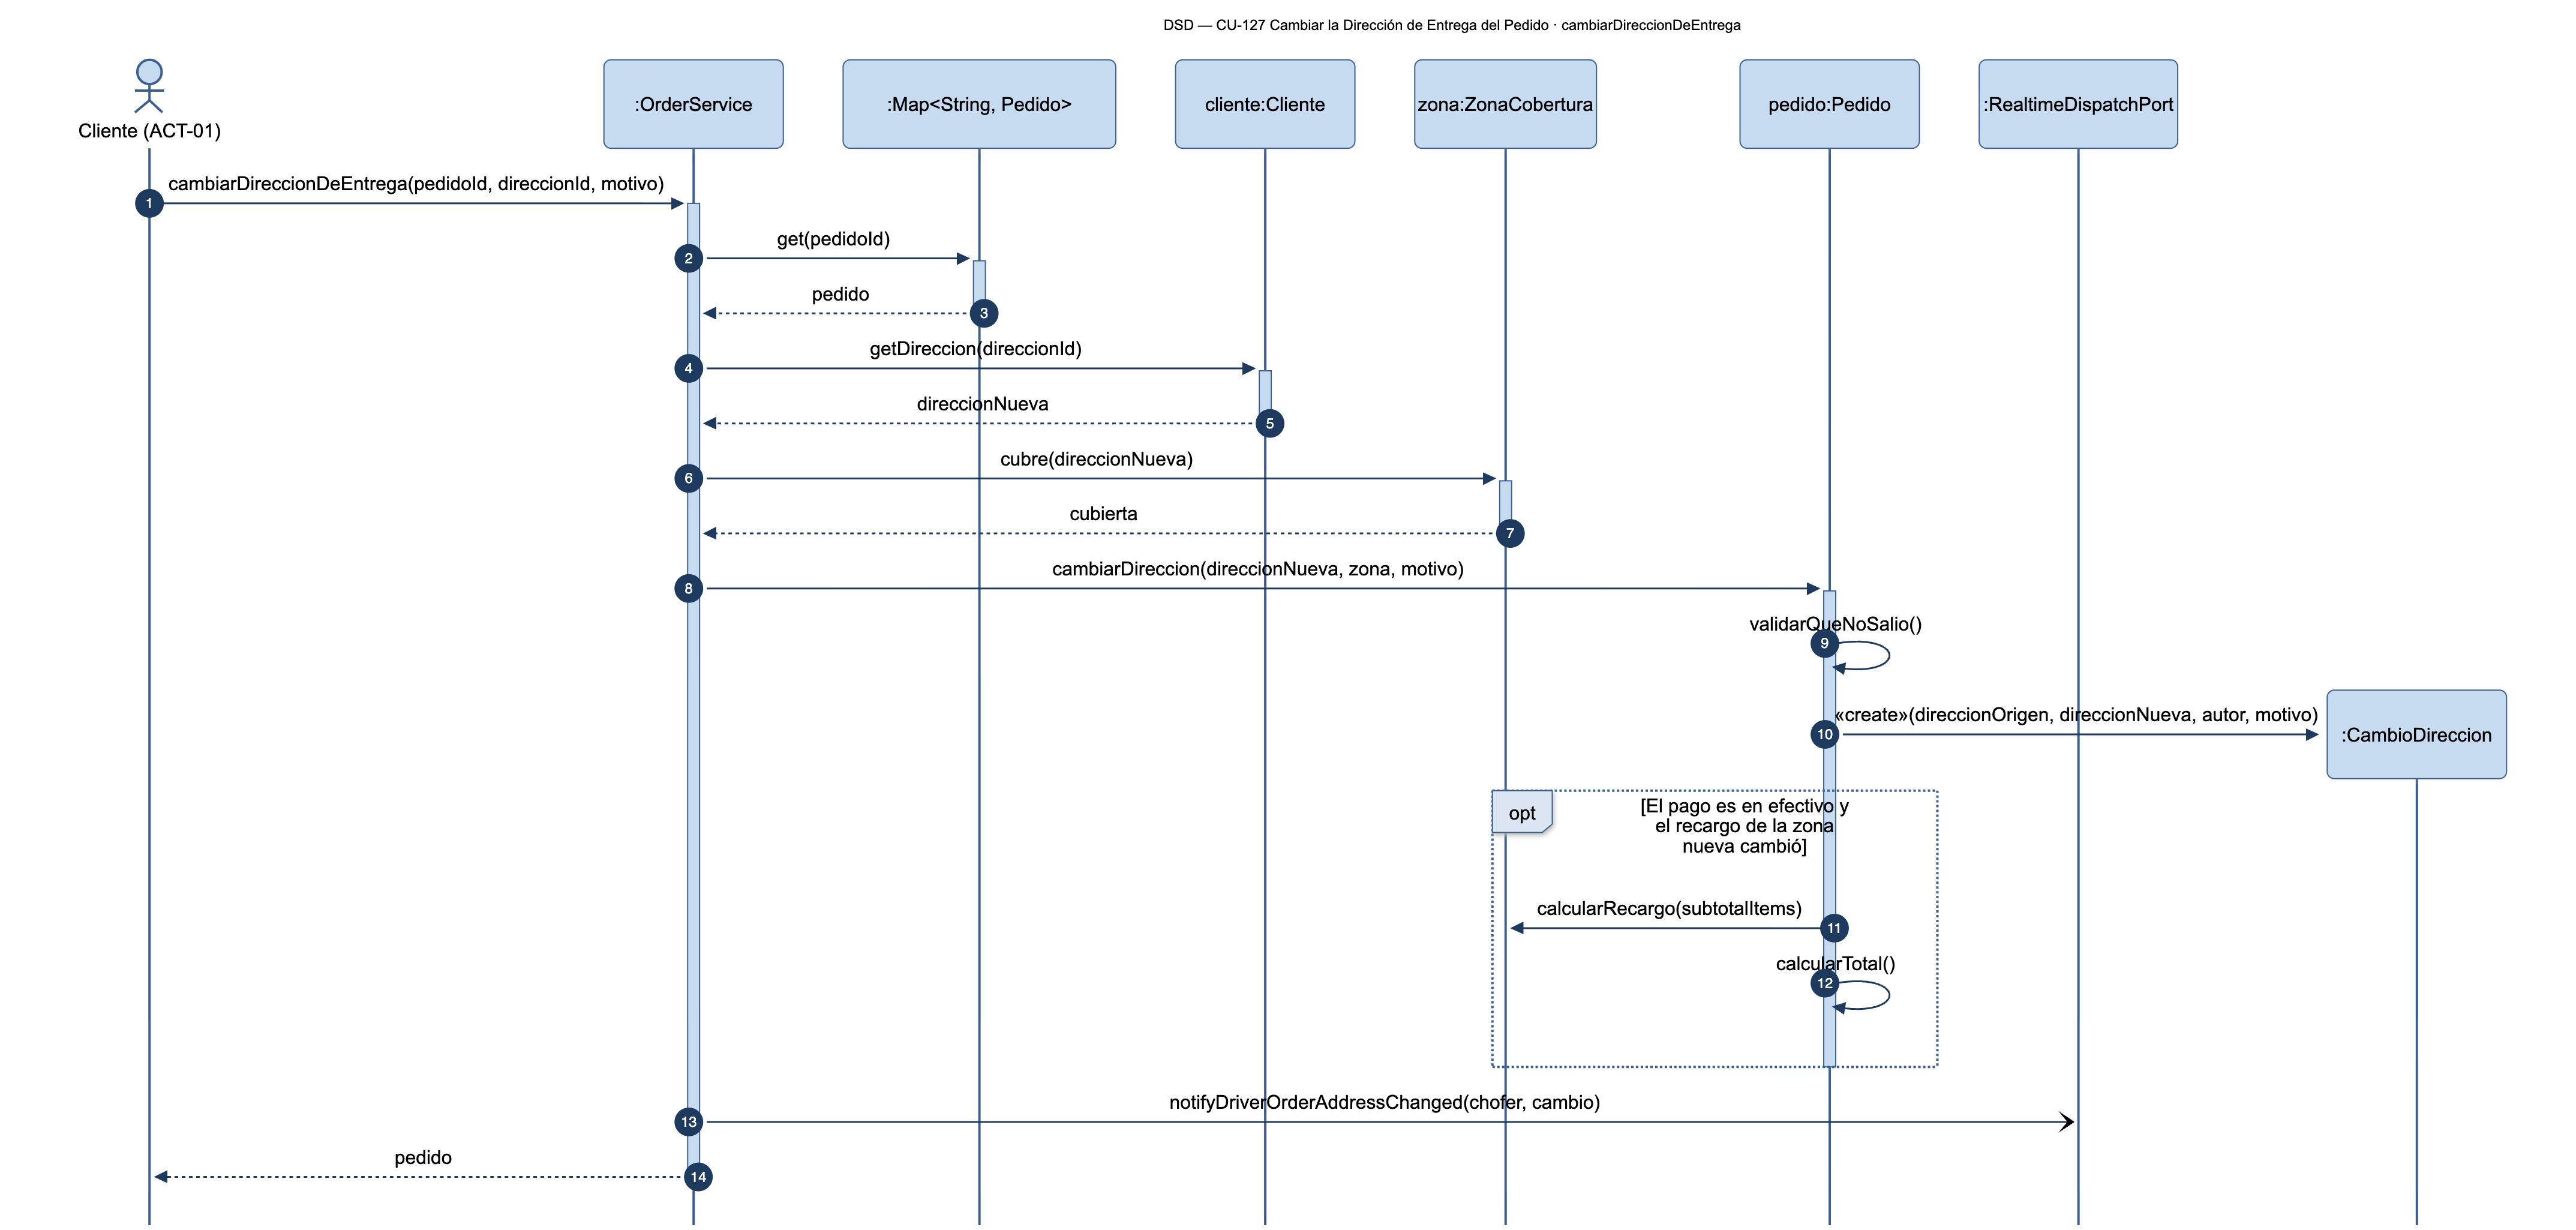 DSD — CU-127 Cambiar la Dirección de Entrega del Pedido · cambiarDireccionDeEntrega
Cliente (ACT-01)
:OrderService
:Map<String, Pedido>
cliente:Cliente
zona:ZonaCobertura
pedido:Pedido
:RealtimeDispatchPort
cambiarDireccionDeEntrega(pedidoId, direccionId, motivo)
1
get(pedidoId)
2
pedido
3
getDireccion(direccionId)
4
direccionNueva
5
cubre(direccionNueva)
6
cubierta
7
cambiarDireccion(direccionNueva, zona, motivo)
8
validarQueNoSalio()
9
«create»(direccionOrigen, direccionNueva, autor, motivo)
10
:CambioDireccion
opt
[El pago es en efectivo y
el recargo de la zona
nueva cambió]
calcularRecargo(subtotalItems)
11
calcularTotal()
12
notifyDriverOrderAddressChanged(chofer, cambio)
13
pedido
14